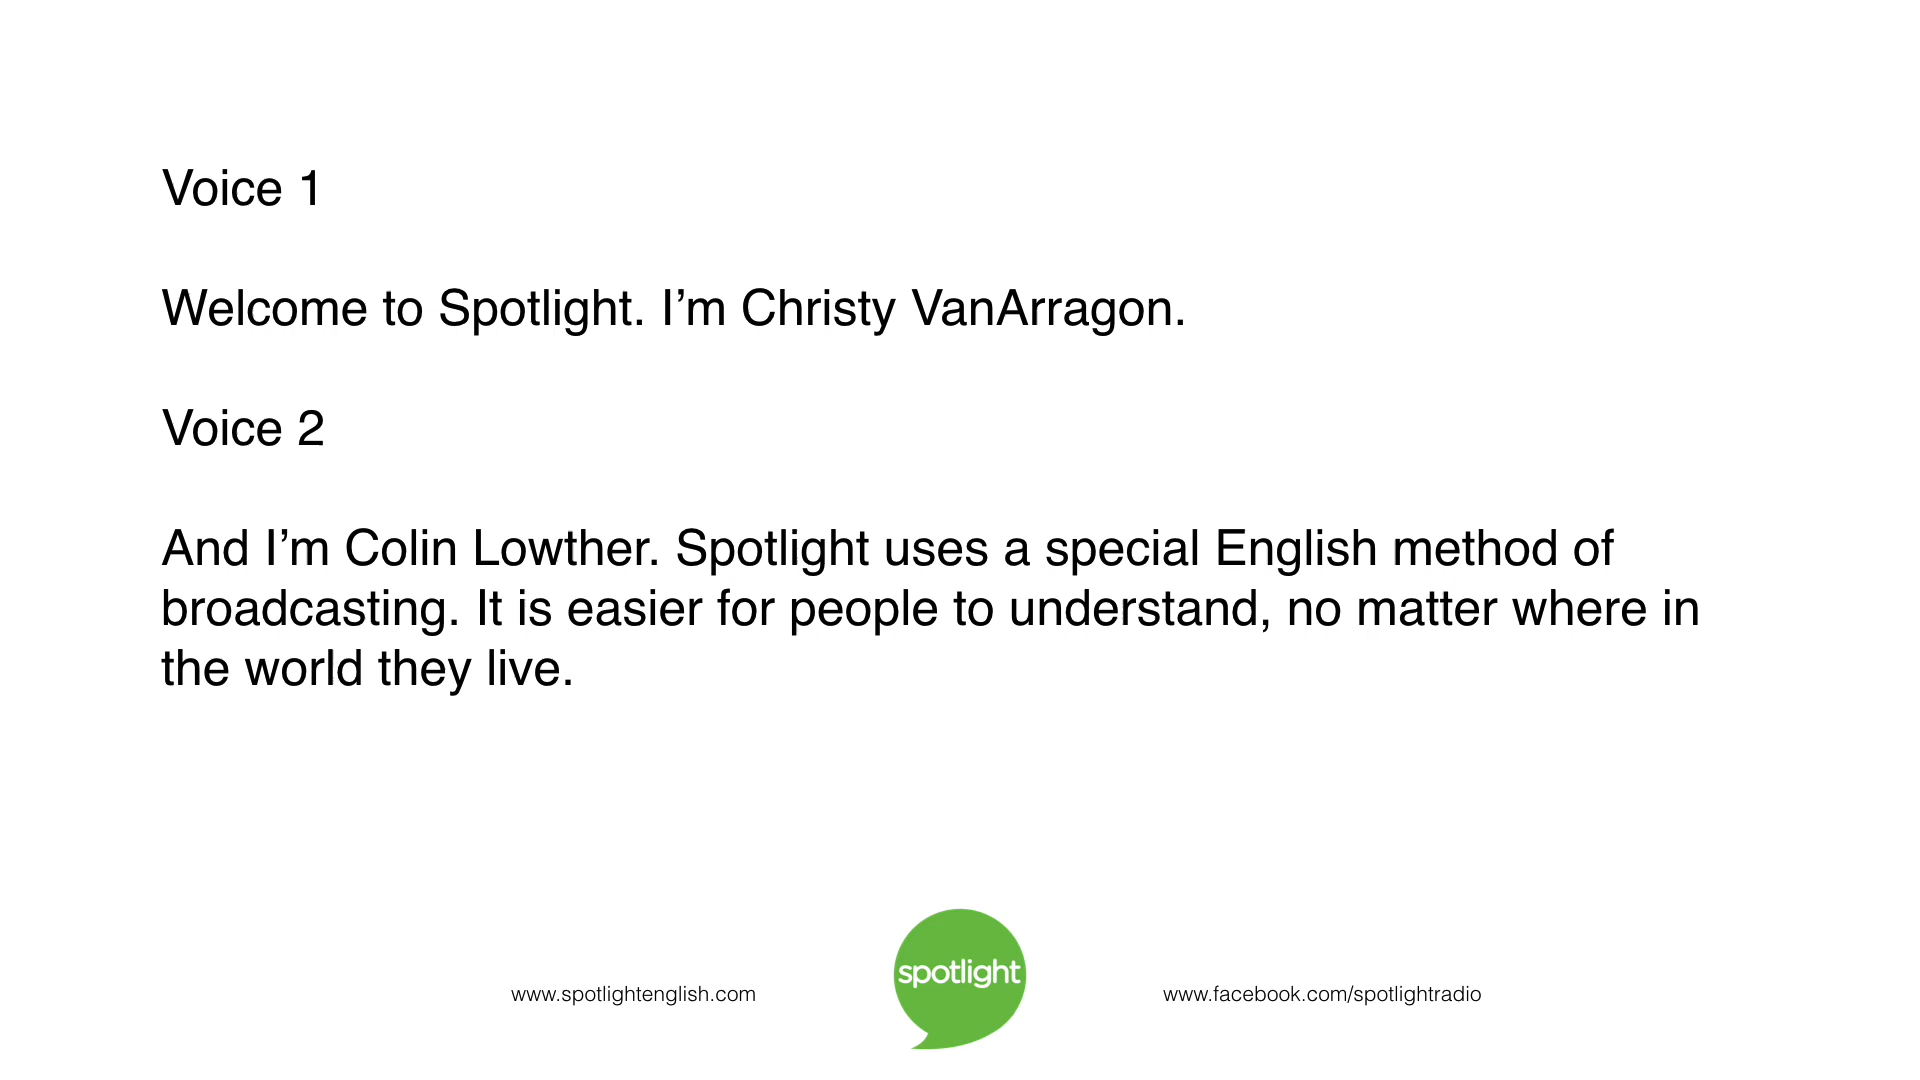 Voice 1
Welcome to Spotlight. I’m Christy VanArragon.
Voice 2
And I’m Colin Lowther. Spotlight uses a special English method of
broadcasting. It is easier for people to understand, no matter where in
the world they live.
www.spotlightenglish.com
spotlight
www.facebook.com/spotlightradio